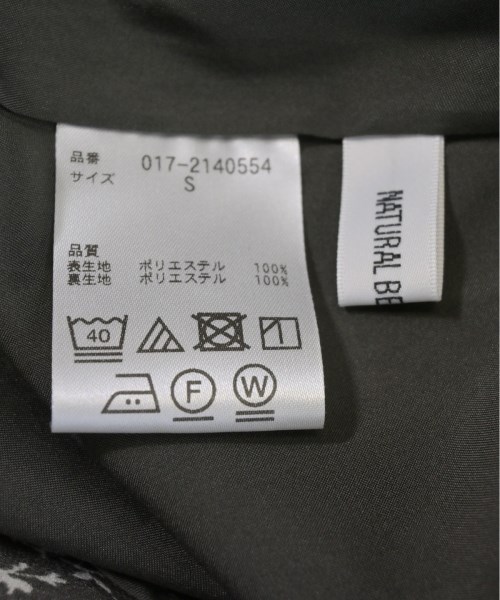 品番 017-2140554
サイズ S
品質
表生地 ポリエステル 100%
裏生地 ポリエステル 100%
40
F W
NATURAL BE